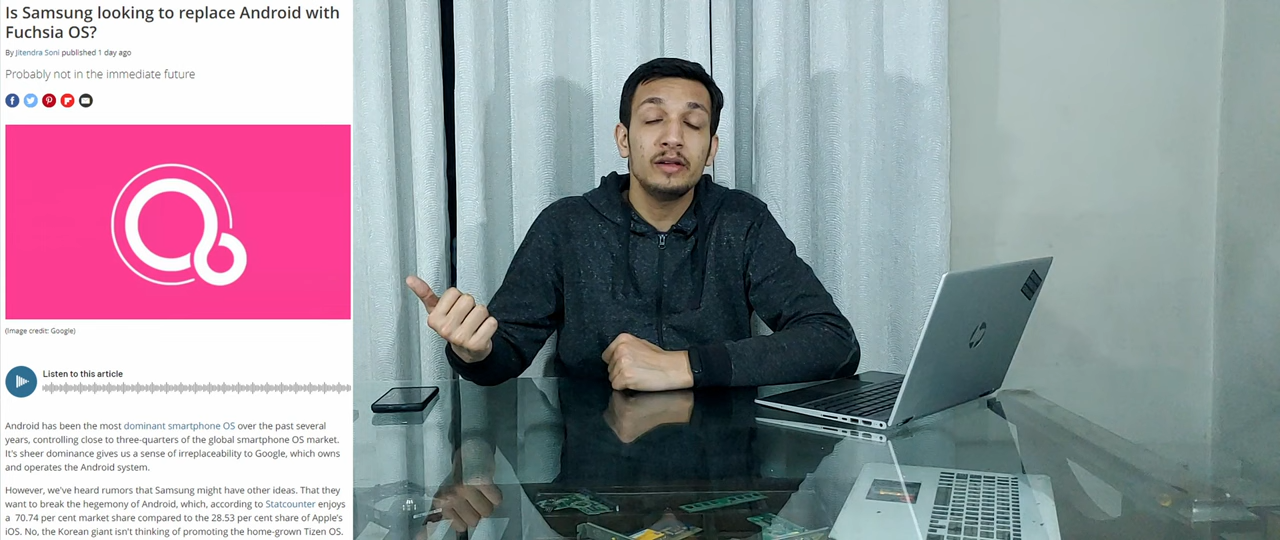 Is Samsung looking to replace Android with
Fuchsia OS?
By Jitendra Soni published 1 day ago
Probably not in the immediate future
(Image credit: Google)
Listen to this article
Android has been the most dominant smartphone OS over the past several
years, controlling close to three-quarters of the global smartphone OS market.
It's sheer dominance gives us a sense of irreplaceability to Google, which owns
and operates the Android system.
However, we've heard rumors that Samsung might have other ideas. That they
want to break the hegemony of Android, which, according to Statcounter enjoys
a 70.74 per cent market share compared to the 28.53 per cent share of Apple's
iOS. No, the Korean giant isn't thinking of promoting the home-grown Tizen OS.
hp